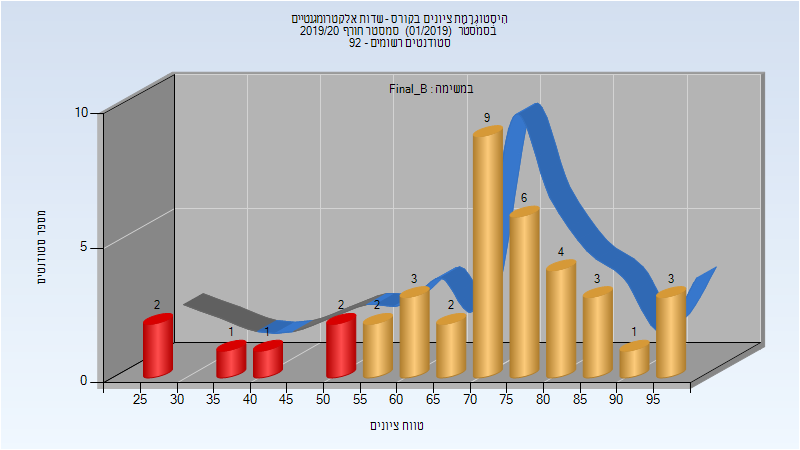 היסטוגרמת ציונים בקורס - שדות אלקטרומגנטיים
בסמסטר (01/2019) סמסטר חורף 2019/20
סטודנטים רשומים - 92
במשימה : Final_B
מספר סטודנטים
10
5
0
2
1
1
2
2
3
2
9
6
4
3
1
3
25 30 35 40 45 50 55 60 65 70 75 80 85 90 95
טווח ציונים